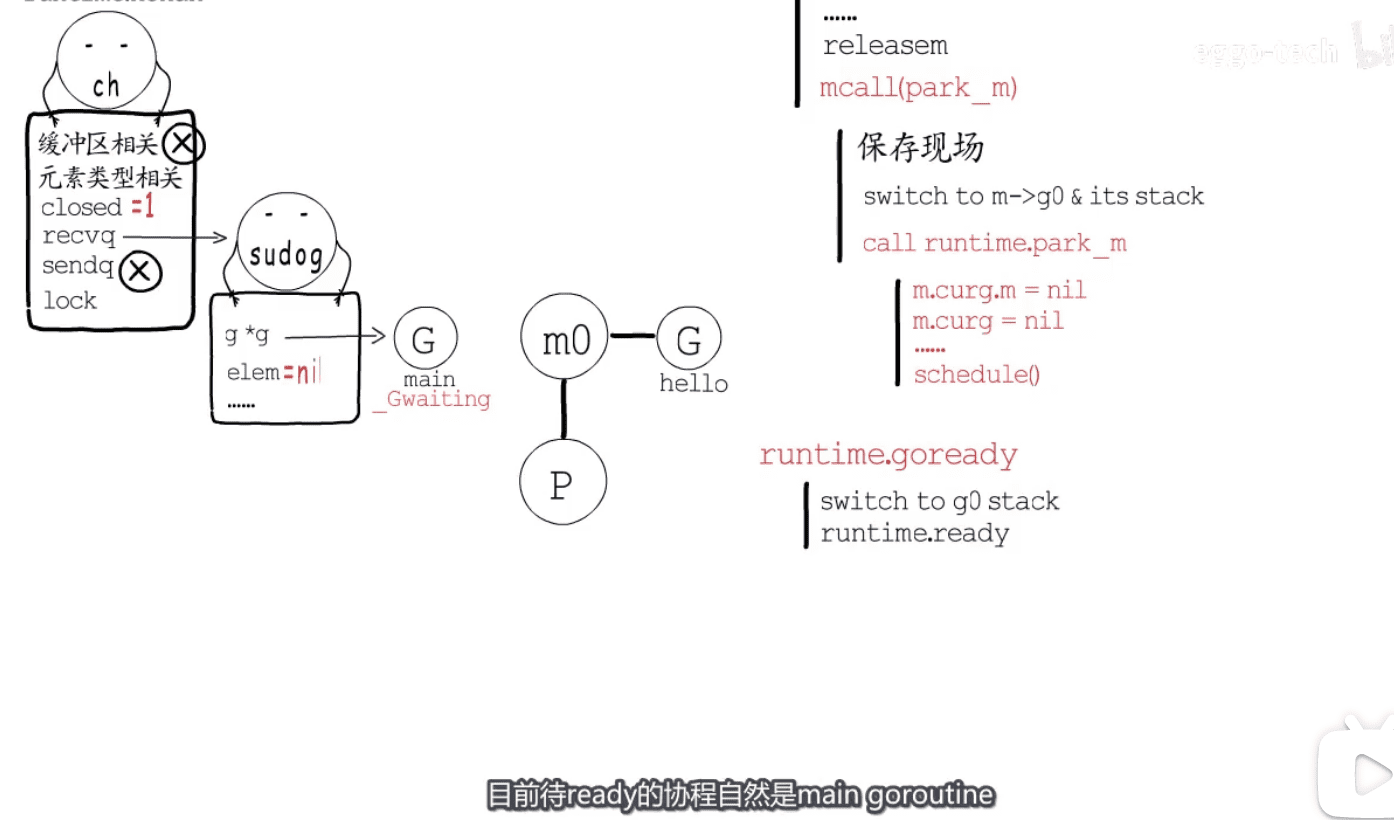 ch
缓冲区相关
元素类型相关
closed =1
recvq
sendq
lock
sudog
g *g
elem=nil
......
G
main
_Gwaiting
m0
G
hello
P
......
releasem
mcall(park_m)
保存现场
switch to m->g0 & its stack
call runtime.park_m
m.curg.m = nil
m.curg = nil
......
schedule()
runtime.goready
switch to g0 stack
runtime.ready
eggo-tech
目前待ready的协程自然是main goroutine